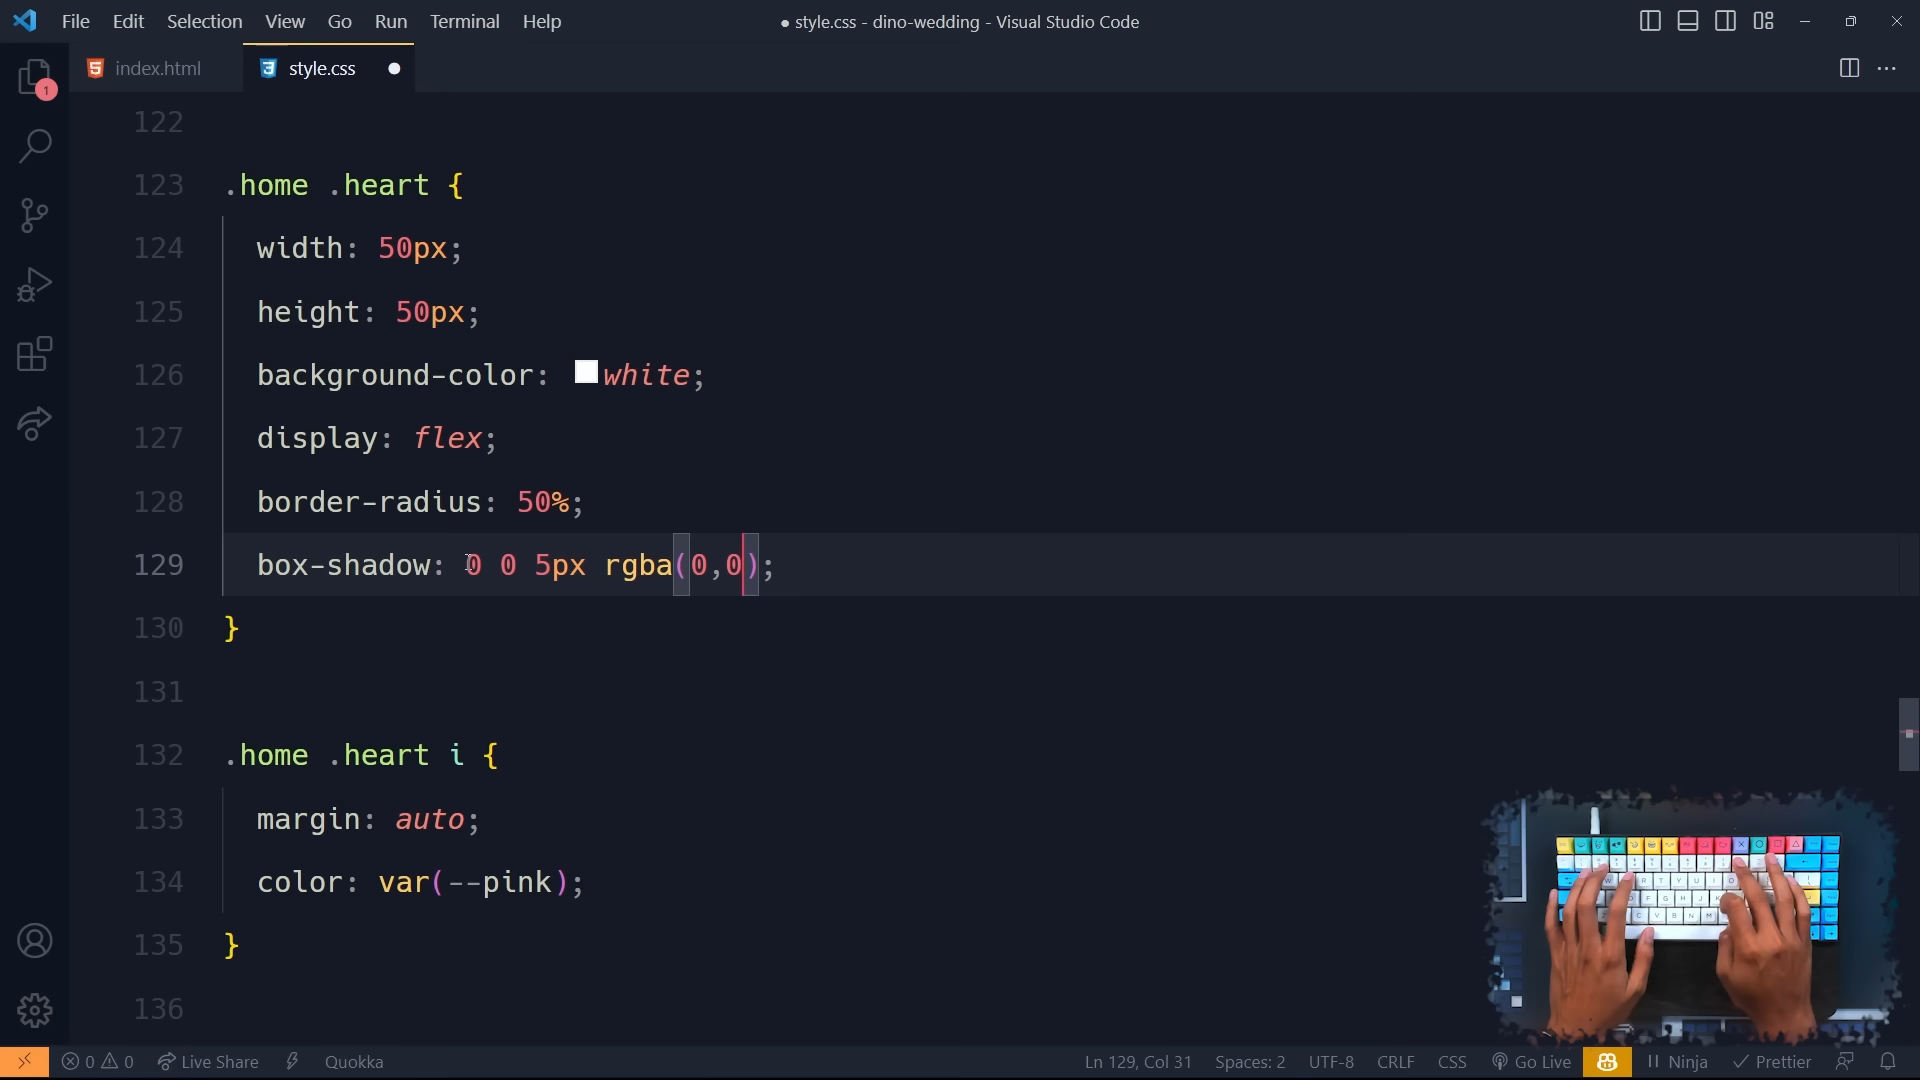 File Edit Selection View Go Run Terminal Help
● style.css - dino-wedding - Visual Studio Code
index.html
style.css ●
1
122
123 .home .heart {
124 width: 50px;
125 height: 50px;
126 background-color: white;
127 display: flex;
128 border-radius: 50%;
129 box-shadow: 0 0 5px rgba(0,0);
130 }
131
132 .home .heart i {
133 margin: auto;
134 color: var(--pink);
135 }
136
0 0 Live Share Quokka
Ln 129, Col 31 Spaces: 2 UTF-8 CRLF CSS Go Live Ninja Prettier